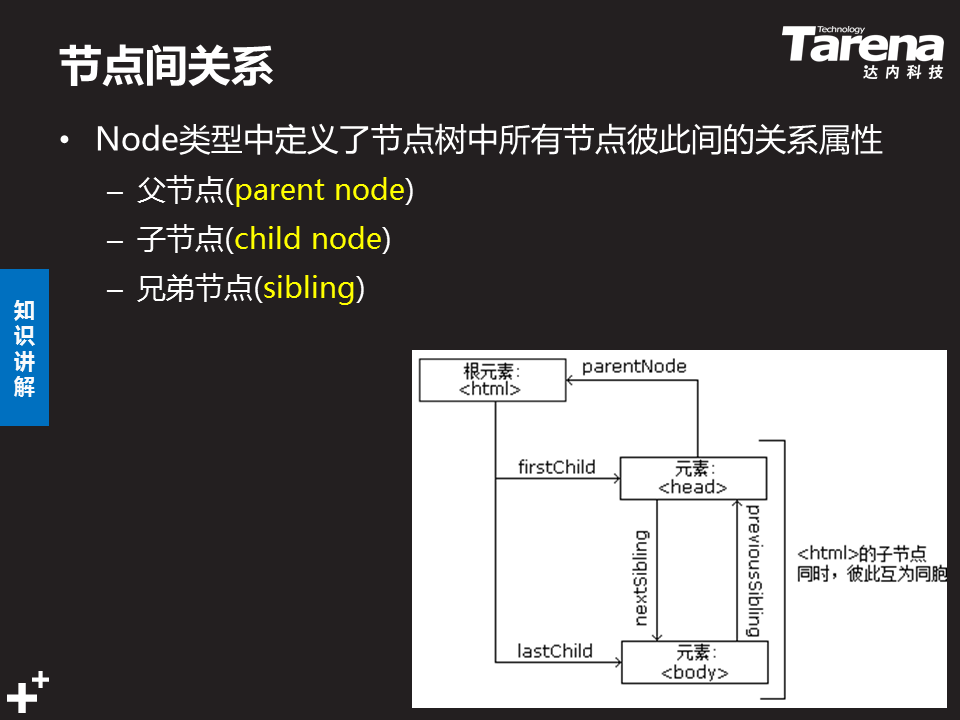 节点间关系
Technology
Tarena
达内科技
• Node类型中定义了节点树中所有节点彼此间的关系属性
– 父节点(parent node)
– 子节点(child node)
– 兄弟节点(sibling)
知识讲解
根元素:
<html>
parentNode
firstChild
元素:
<head>
nextSibling
previousSibling
<html>的子节点
同时，彼此互为同胞
lastChild
元素:
<body>